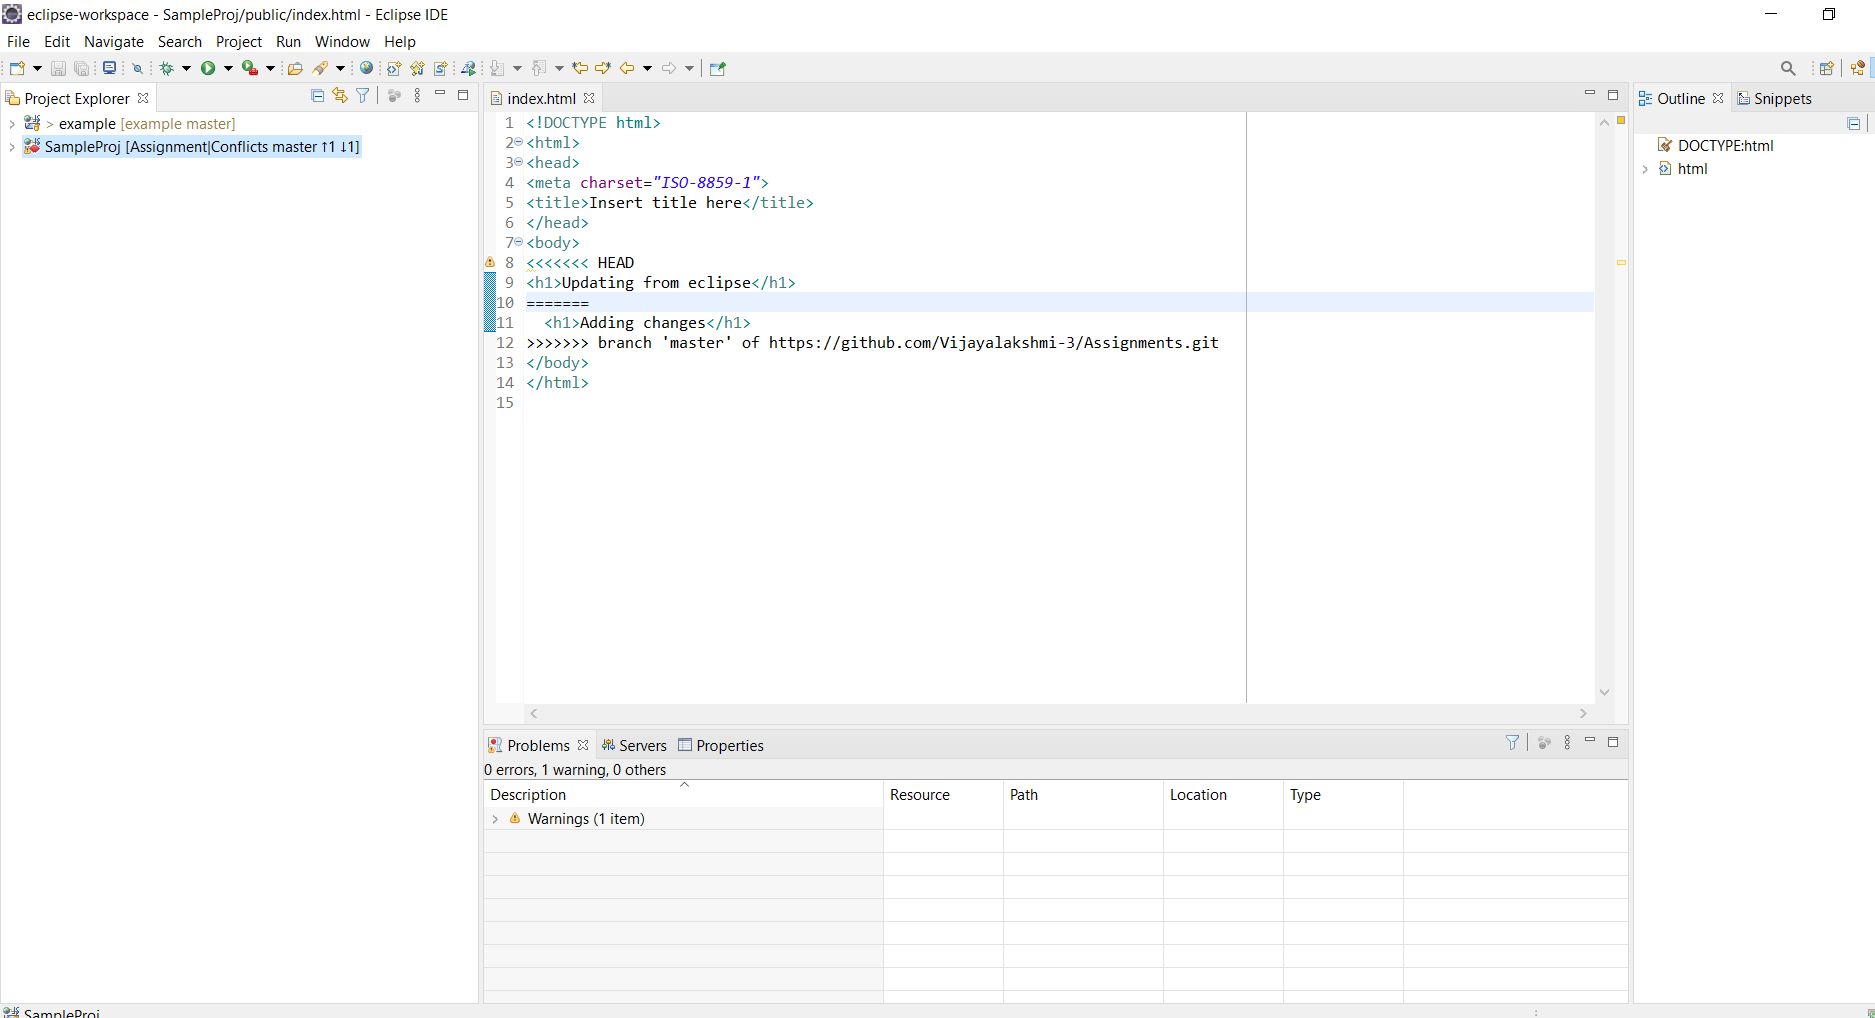 eclipse-workspace - SampleProj/public/index.html - Eclipse IDE
File Edit Navigate Search Project Run Window Help
Project Explorer
> example [example master]
SampleProj [Assignment|Conflicts master ↑1 ↓1]
index.html
1 <!DOCTYPE html>
2 <html>
3 <head>
4 <meta charset="ISO-8859-1">
5 <title>Insert title here</title>
6 </head>
7 <body>
8 <<<<<<< HEAD
9 <h1>Updating from eclipse</h1>
10 =======
11   <h1>Adding changes</h1>
12 >>>>>>> branch 'master' of https://github.com/Vijayalakshmi-3/Assignments.git
13 </body>
14 </html>
15
Outline Snippets
DOCTYPE:html
html
Problems Servers Properties
0 errors, 1 warning, 0 others
Description Resource Path Location Type
Warnings (1 item)
SampleProj